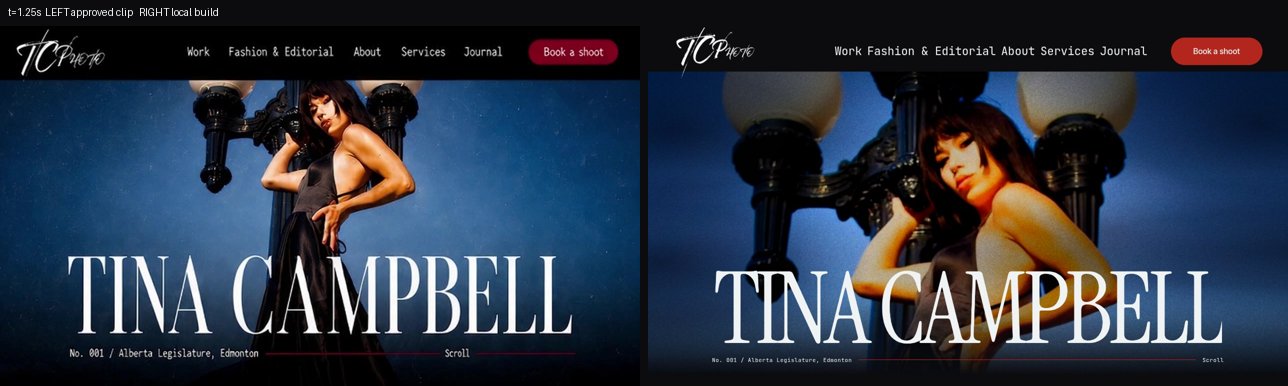 t=1.25s LEFT approved clip RIGHT local build
TCPhoto
Work Fashion & Editorial About Services Journal Book a shoot
TINA CAMPBELL
No. 001 / Alberta Legislature, Edmonton Scroll
TCPhoto
Work Fashion & Editorial About Services Journal Book a shoot
TINA CAMPBELL
No. 001 / Alberta Legislature, Edmonton Scroll